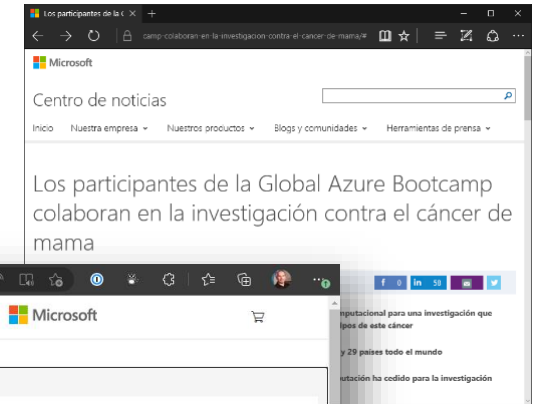 Los participantes de la
camp-colaboran-en-la-investigacion-contra-el-cancer-de-mama/#
Microsoft
Centro de noticias
Inicio Nuestra empresa Nuestros productos Blogs y comunidades Herramientas de prensa
Los participantes de la Global Azure Bootcamp
colaboran en la investigación contra el cáncer de
mama
f 0 in 58
Microsoft
para una investigación que
de este cáncer
y 29 países todo el mundo
ha cedido para la investigación